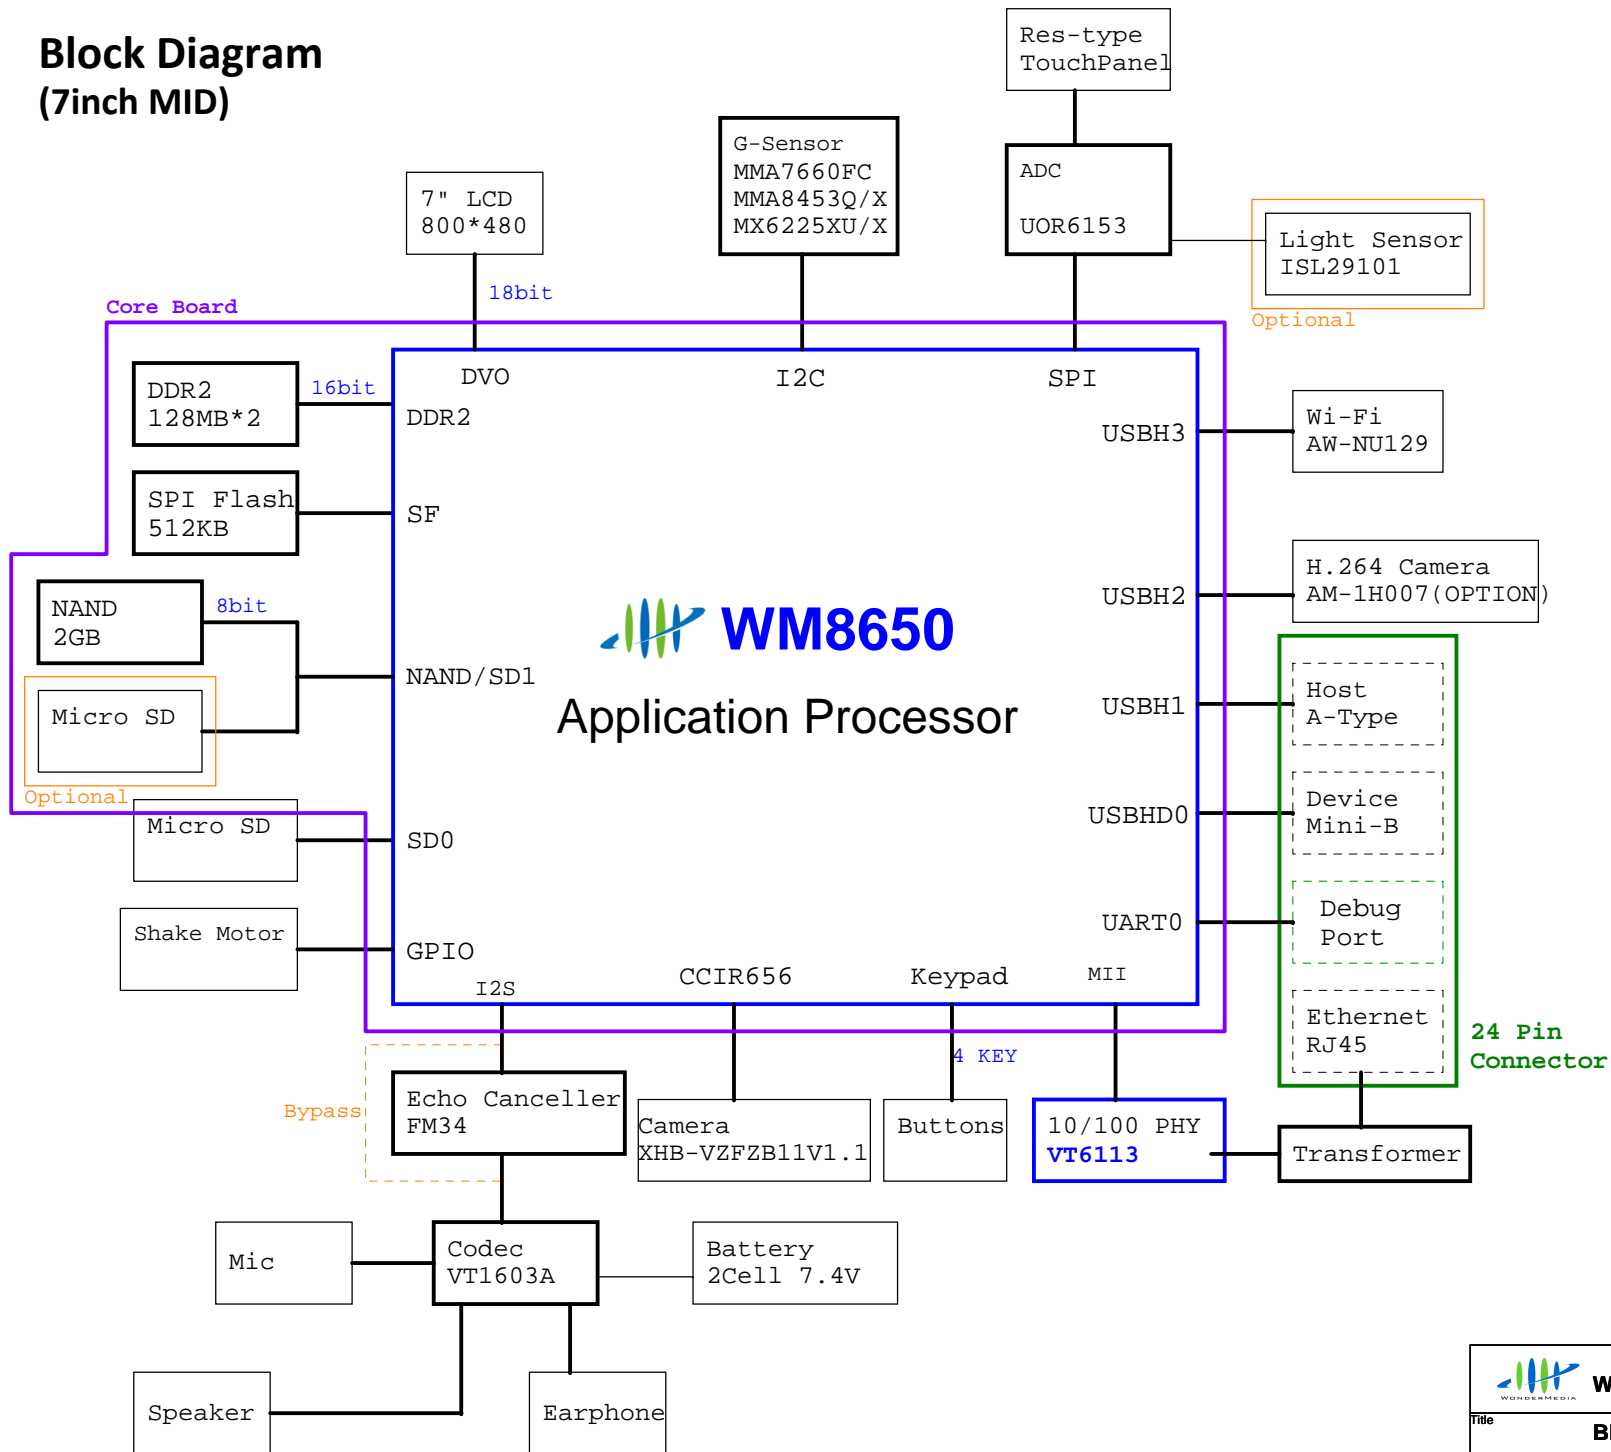 Block Diagram
(7inch MID)
Res-type
TouchPanel
G-Sensor
MMA7660FC
MMA8453Q/X
MX6225XU/X
ADC
UOR6153
7" LCD
800*480
Light Sensor
ISL29101
Optional
18bit
Core Board
DVO
I2C
SPI
DDR2
128MB*2
16bit
DDR2
USBH3
Wi-Fi
AW-NU129
SPI Flash
512KB
SF
H.264 Camera
AM-1H007(OPTION)
USBH2
NAND
2GB
8bit
WM8650
Application Processor
NAND/SD1
Micro SD
Optional
USBH1
Host
A-Type
USBHD0
Device
Mini-B
Micro SD
SD0
UART0
Debug
Port
Shake Motor
GPIO
I2S
CCIR656
Keypad
MII
Ethernet
RJ45
24 Pin
Connector
4 KEY
Bypass
Echo Canceller
FM34
Camera
XHB-VZFZB11V1.1
Buttons
10/100 PHY
VT6113
Transformer
Mic
Codec
VT1603A
Battery
2Cell 7.4V
Speaker
Earphone
WONDERMEDIA
W
Title
Bl